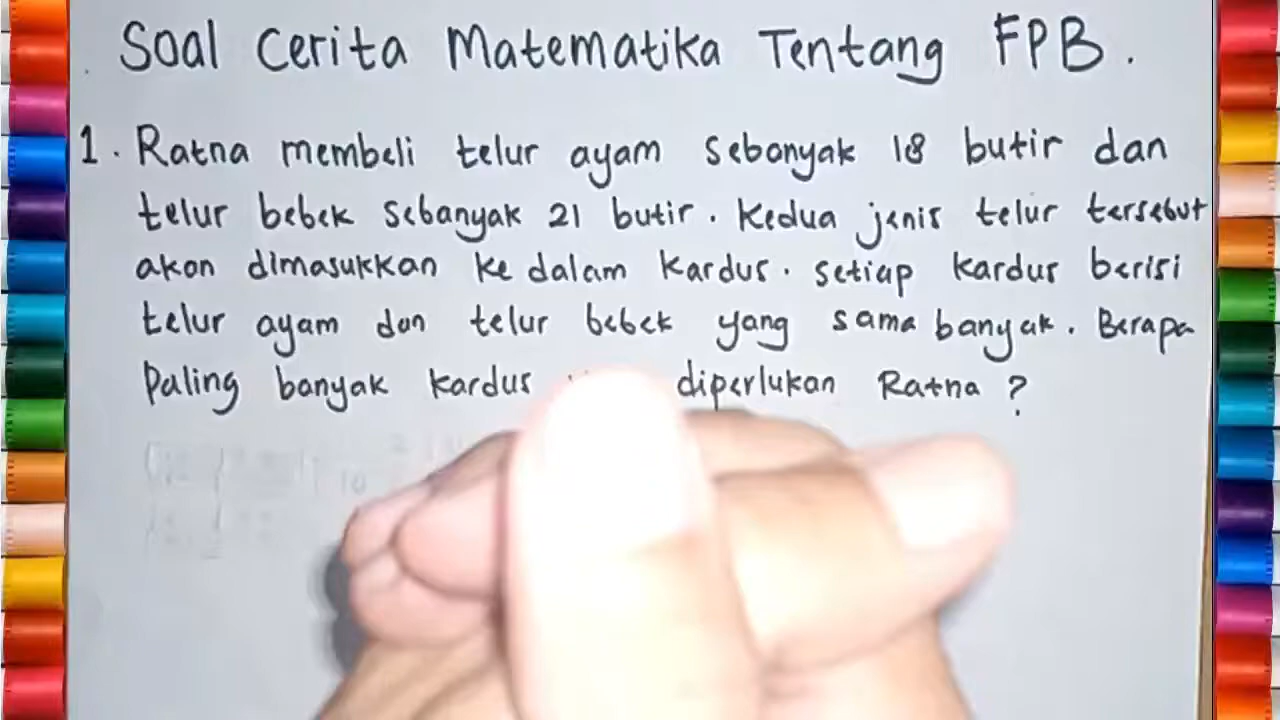 Soal Cerita Matematika Tentang FPB.
1. Ratna membeli telur ayam sebanyak 18 butir dan
telur bebek sebanyak 21 butir. Kedua jenis telur tersebut
akan dimasukkan ke dalam kardus. setiap kardus berisi
telur ayam dan telur bebek yang sama banyak. Berapa
paling banyak kardus diperlukan Ratna ?